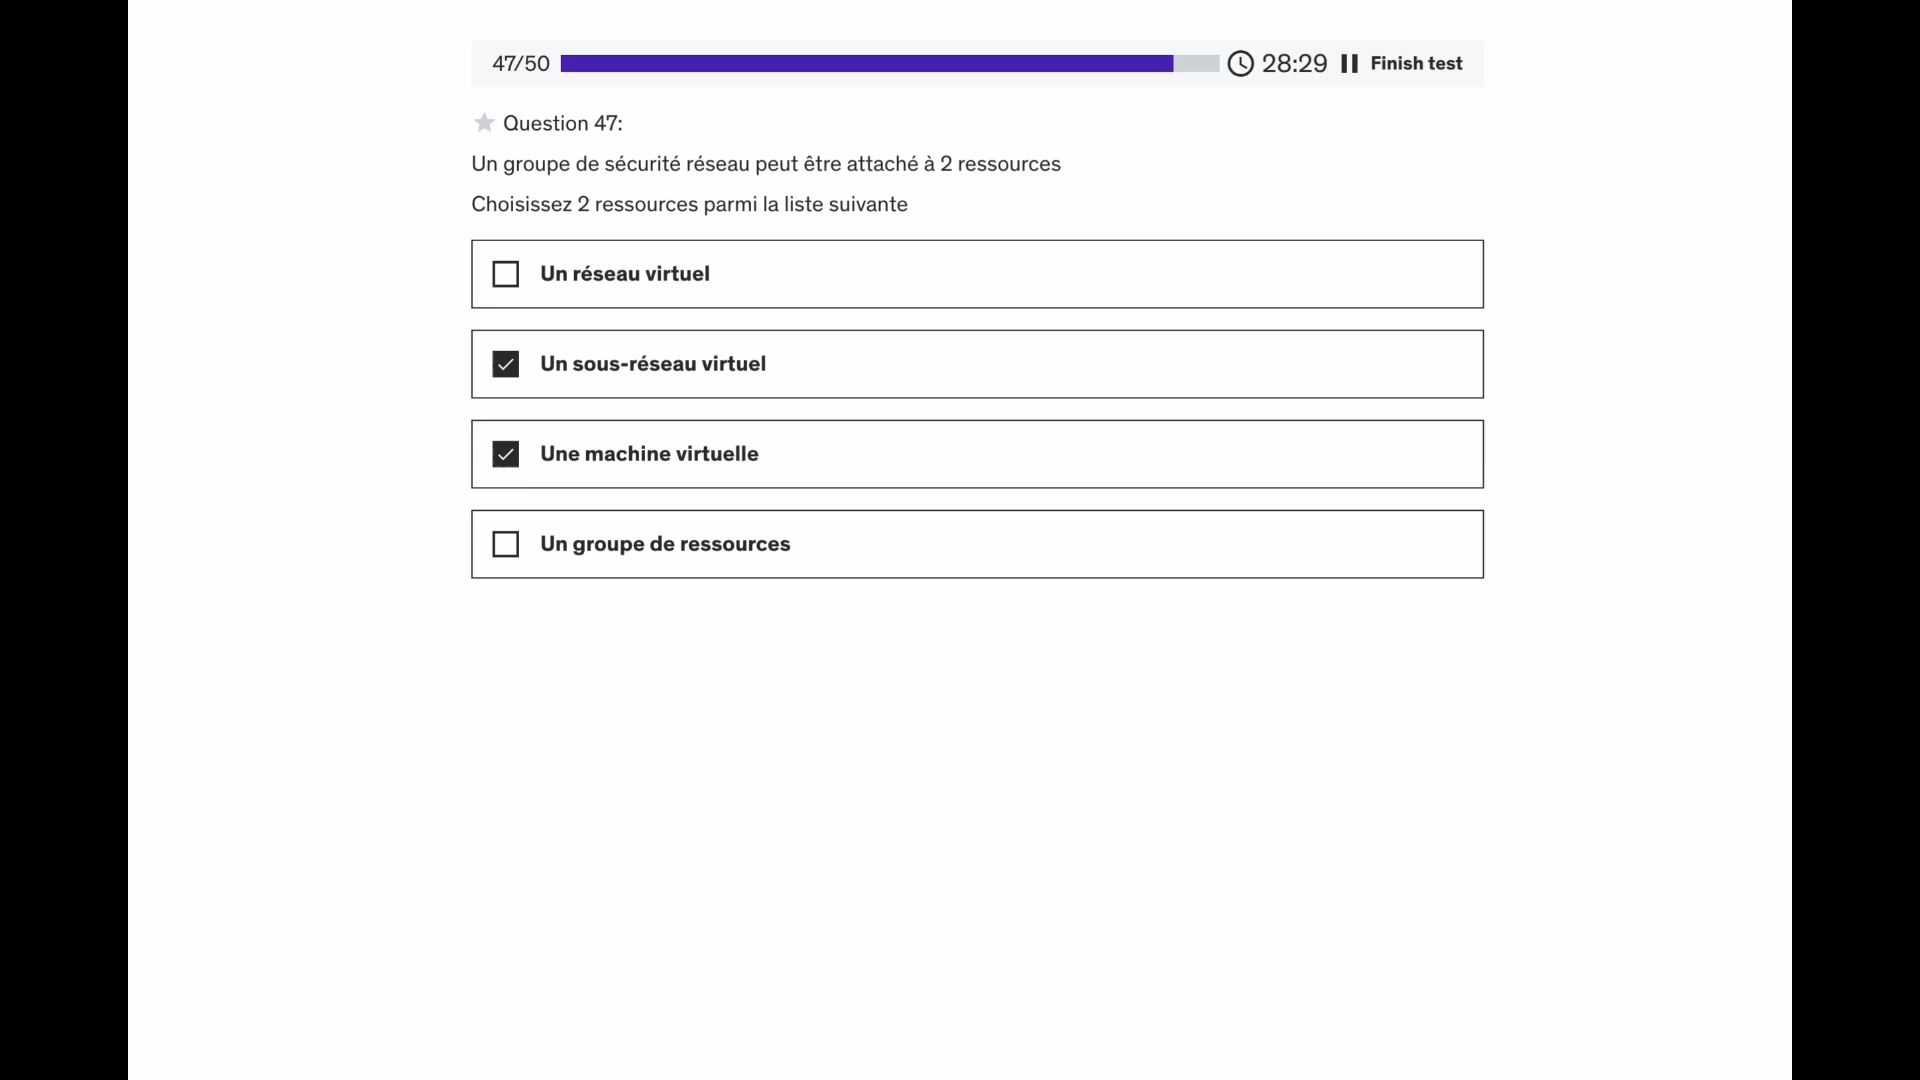 47/50 28:29 Finish test
Question 47:
Un groupe de sécurité réseau peut être attaché à 2 ressources
Choisissez 2 ressources parmi la liste suivante
Un réseau virtuel
Un sous-réseau virtuel
Une machine virtuelle
Un groupe de ressources